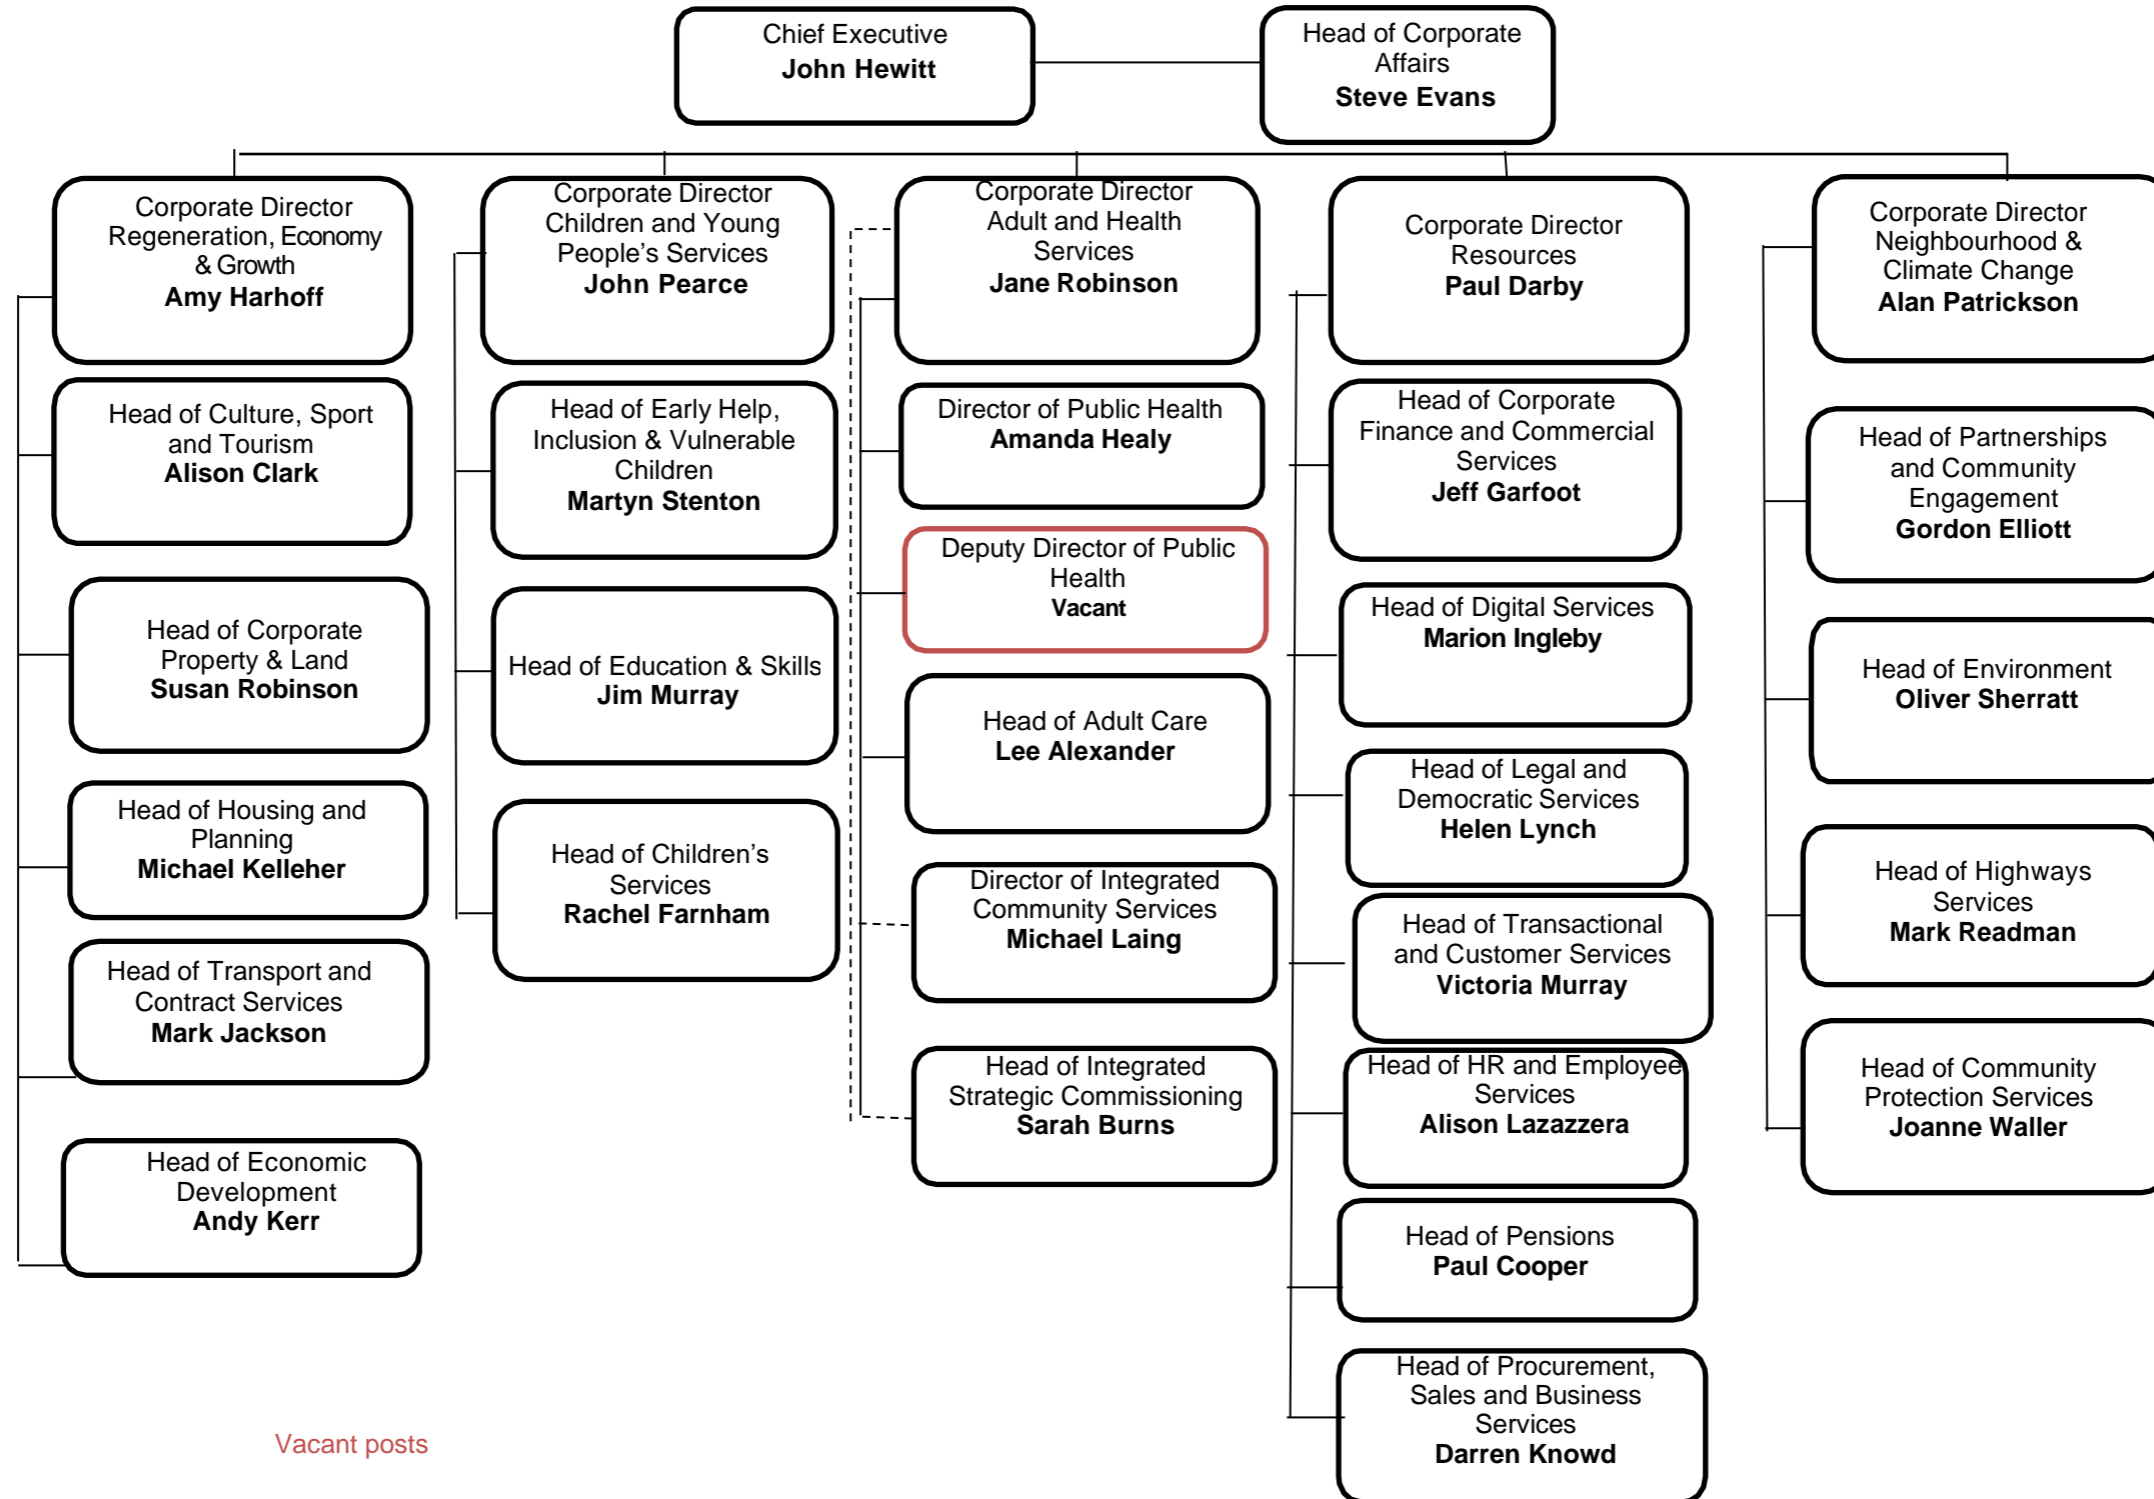 Chief Executive
John Hewitt
Head of Corporate
Affairs
Steve Evans
Corporate Director
Regeneration, Economy
& Growth
Amy Harhoff
Head of Culture, Sport
and Tourism
Alison Clark
Head of Corporate
Property & Land
Susan Robinson
Head of Housing and
Planning
Michael Kelleher
Head of Transport and
Contract Services
Mark Jackson
Head of Economic
Development
Andy Kerr
Corporate Director
Children and Young
People’s Services
John Pearce
Head of Early Help,
Inclusion & Vulnerable
Children
Martyn Stenton
Head of Education & Skills
Jim Murray
Head of Children’s
Services
Rachel Farnham
Corporate Director
Adult and Health
Services
Jane Robinson
Director of Public Health
Amanda Healy
Deputy Director of Public
Health
Vacant
Head of Adult Care
Lee Alexander
Director of Integrated
Community Services
Michael Laing
Head of Integrated
Strategic Commissioning
Sarah Burns
Corporate Director
Resources
Paul Darby
Head of Corporate
Finance and Commercial
Services
Jeff Garfoot
Head of Digital Services
Marion Ingleby
Head of Legal and
Democratic Services
Helen Lynch
Head of Transactional
and Customer Services
Victoria Murray
Head of HR and Employee
Services
Alison Lazazzera
Head of Pensions
Paul Cooper
Head of Procurement,
Sales and Business
Services
Darren Knowd
Corporate Director
Neighbourhood &
Climate Change
Alan Patrickson
Head of Partnerships
and Community
Engagement
Gordon Elliott
Head of Environment
Oliver Sherratt
Head of Highways
Services
Mark Readman
Head of Community
Protection Services
Joanne Waller
Vacant posts